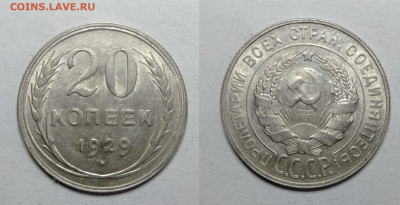 COINS.LAVE.RU
20
КОПЕЕК
1929
ПРОЛЕТАРИИ ВСЕХ СТРАН, СОЕДИНЯЙТЕСЬ!
С.С.С.Р.